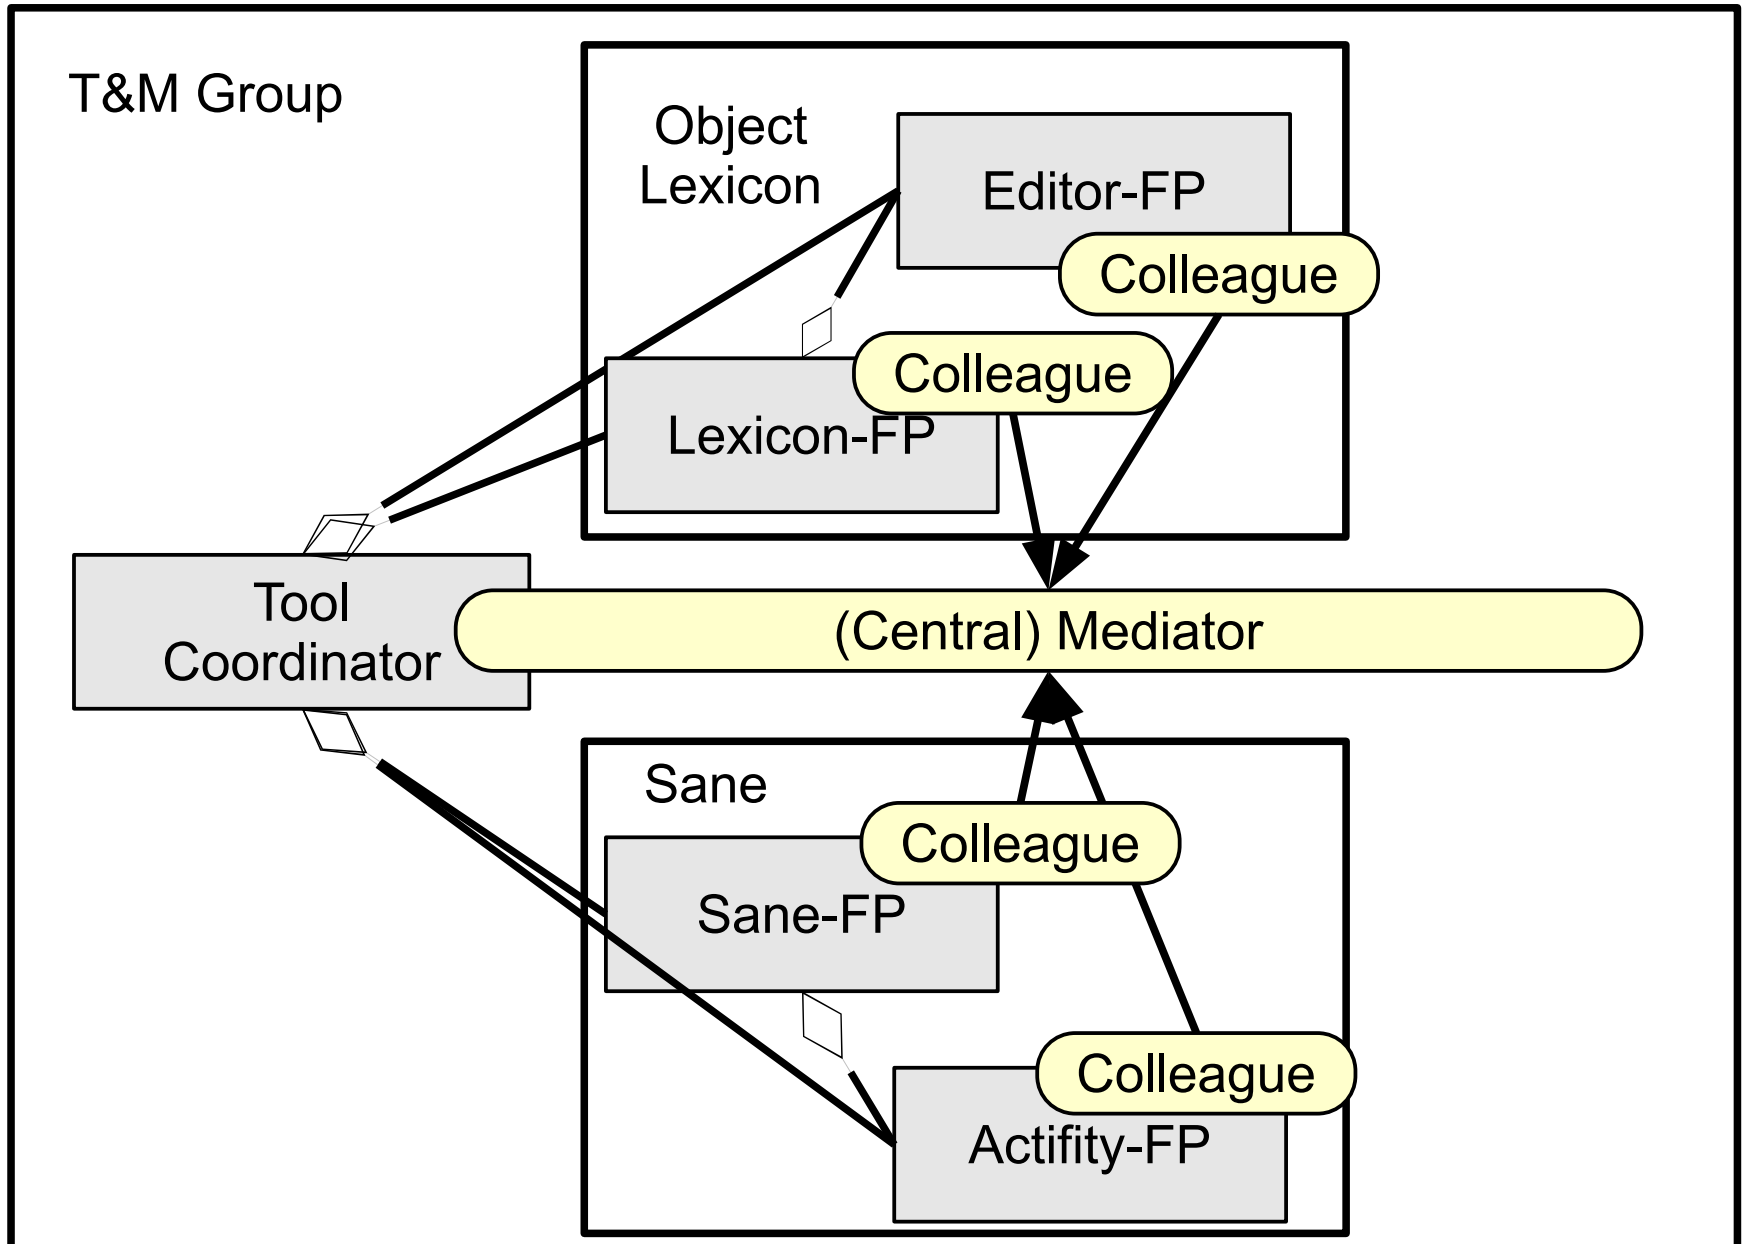 T&M Group
Object
Lexicon
Editor-FP
Colleague
Colleague
Lexicon-FP
Tool
Coordinator
(Central) Mediator
Sane
Colleague
Sane-FP
Colleague
Actifity-FP